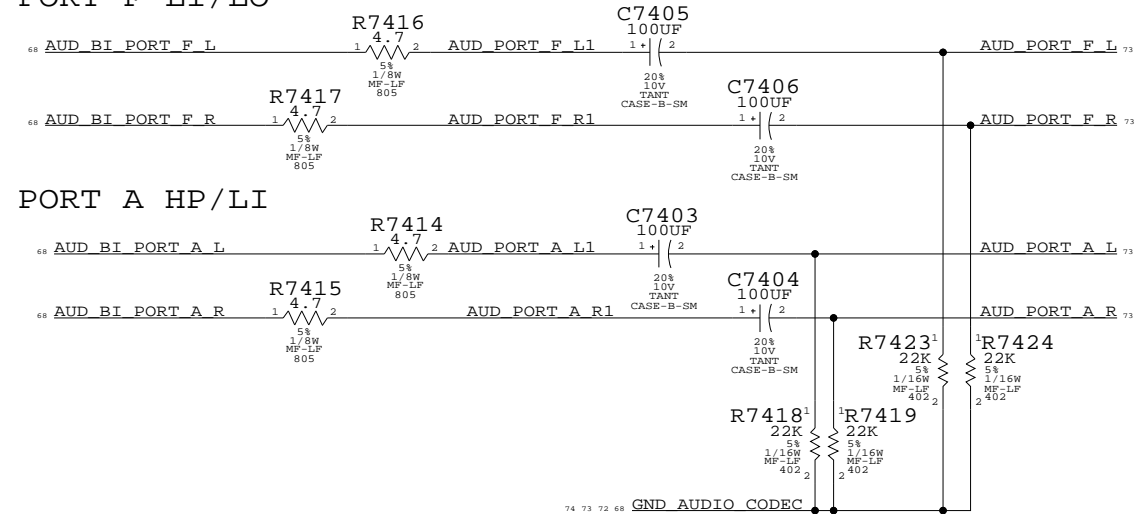 PORT F LI/LO
68 AUD_BI_PORT_F_L
R7416
4.7
1 2
5%
1/8W
MF-LF
805
AUD_PORT_F_L1
C7405
100UF
1 + 2
20%
10V
TANT
CASE-B-SM
AUD_PORT_F_L 73
68 AUD_BI_PORT_F_R
R7417
4.7
1 2
5%
1/8W
MF-LF
805
AUD_PORT_F_R1
C7406
100UF
1 + 2
20%
10V
TANT
CASE-B-SM
AUD_PORT_F_R 73
PORT A HP/LI
68 AUD_BI_PORT_A_L
R7414
4.7
1 2
5%
1/8W
MF-LF
805
AUD_PORT_A_L1
C7403
100UF
1 + 2
20%
10V
TANT
CASE-B-SM
AUD_PORT_A_L 73
68 AUD_BI_PORT_A_R
R7415
4.7
1 2
5%
1/8W
MF-LF
805
AUD_PORT_A_R1
C7404
100UF
1 + 2
20%
10V
TANT
CASE-B-SM
AUD_PORT_A_R 73
R7423
22K
5%
1/16W
MF-LF
402
1
2
R7424
22K
5%
1/16W
MF-LF
402
1
2
R7418
22K
5%
1/16W
MF-LF
402
1
2
R7419
22K
5%
1/16W
MF-LF
402
1
2
74 73 72 68 GND_AUDIO_CODEC